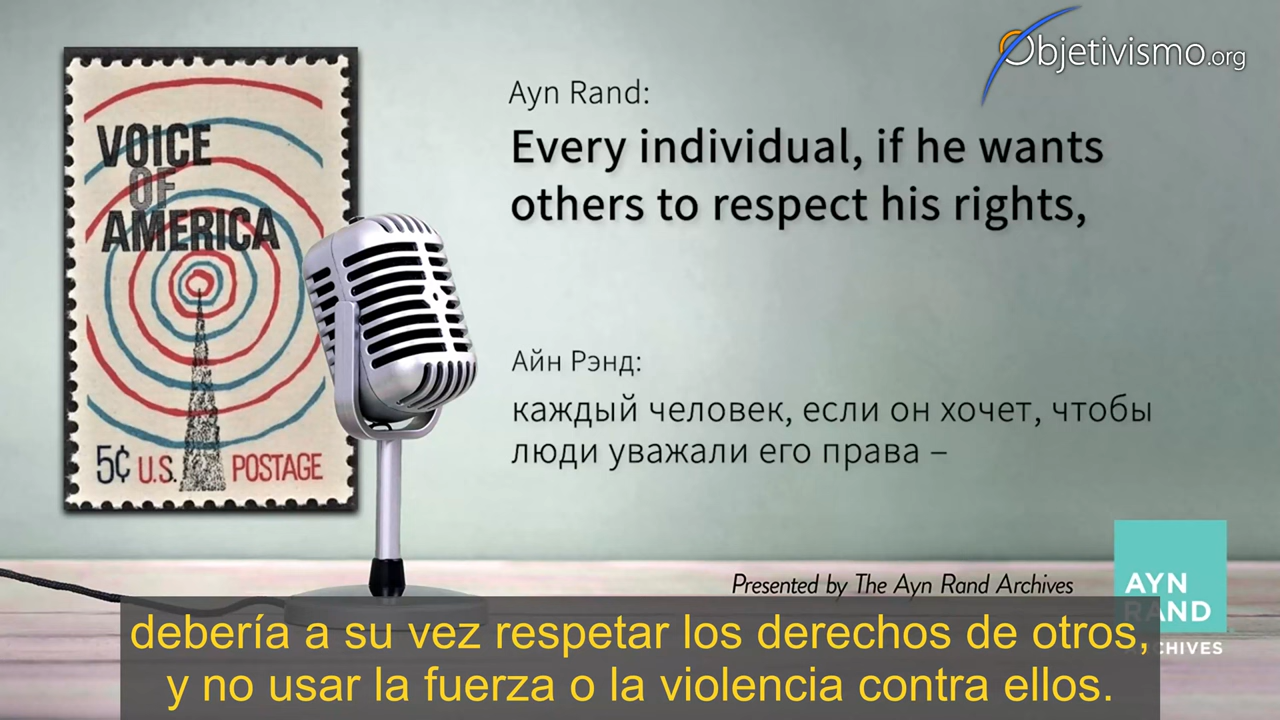 Objetivismo.org
VOICE
OF
AMERICA
5¢ U.S. POSTAGE
Ayn Rand:
Every individual, if he wants
others to respect his rights,
Айн Рэнд:
каждый человек, если он хочет, чтобы
люди уважали его права –
Presented by The Ayn Rand Archives
AYN
RAND
ARCHIVES
debería a su vez respetar los derechos de otros,
y no usar la fuerza o la violencia contra ellos.